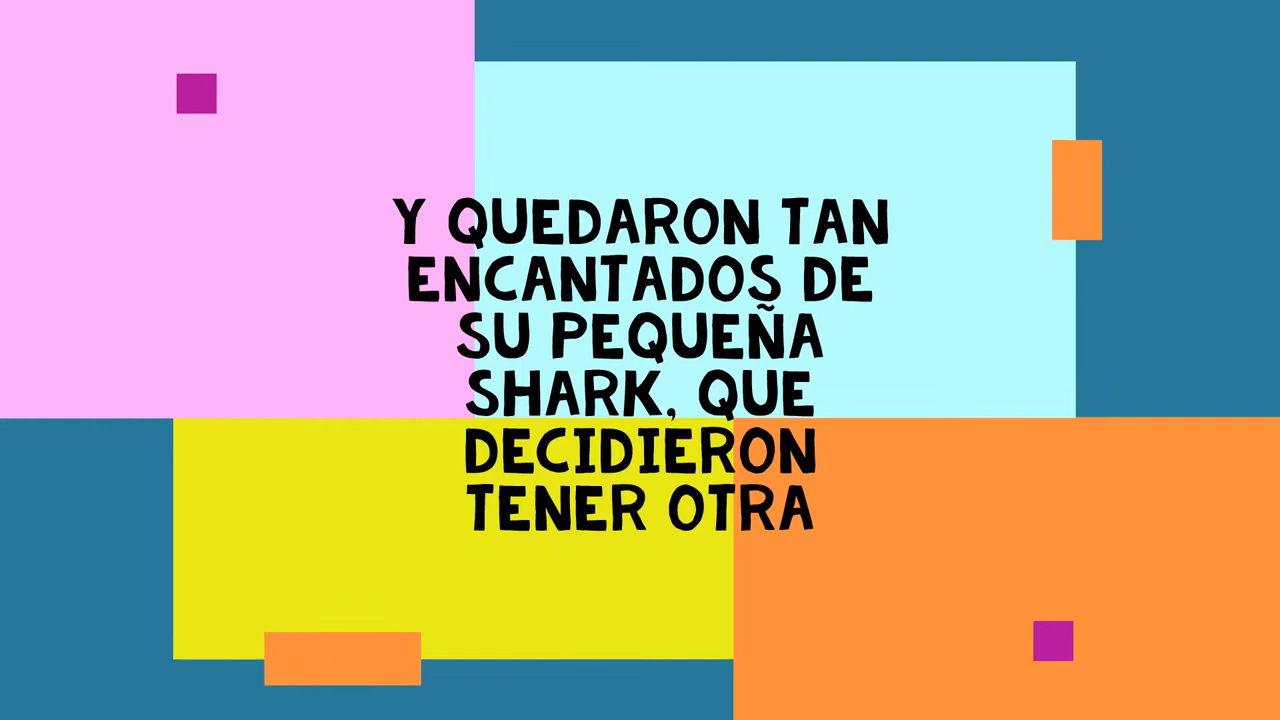 Y QUEDARON TAN
ENCANTADOS DE
SU PEQUEÑA
SHARK, QUE
DECIDIERON
TENER OTRA